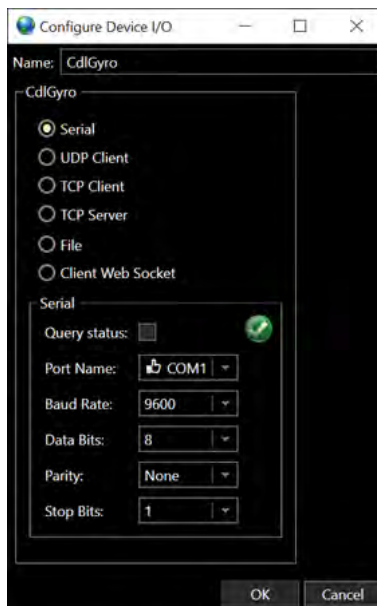 Configure Device I/O
Name: CdlGyro
CdlGyro
Serial
UDP Client
TCP Client
TCP Server
File
Client Web Socket
Serial
Query status:
Port Name: COM1
Baud Rate: 9600
Data Bits: 8
Parity: None
Stop Bits: 1
OK Cancel